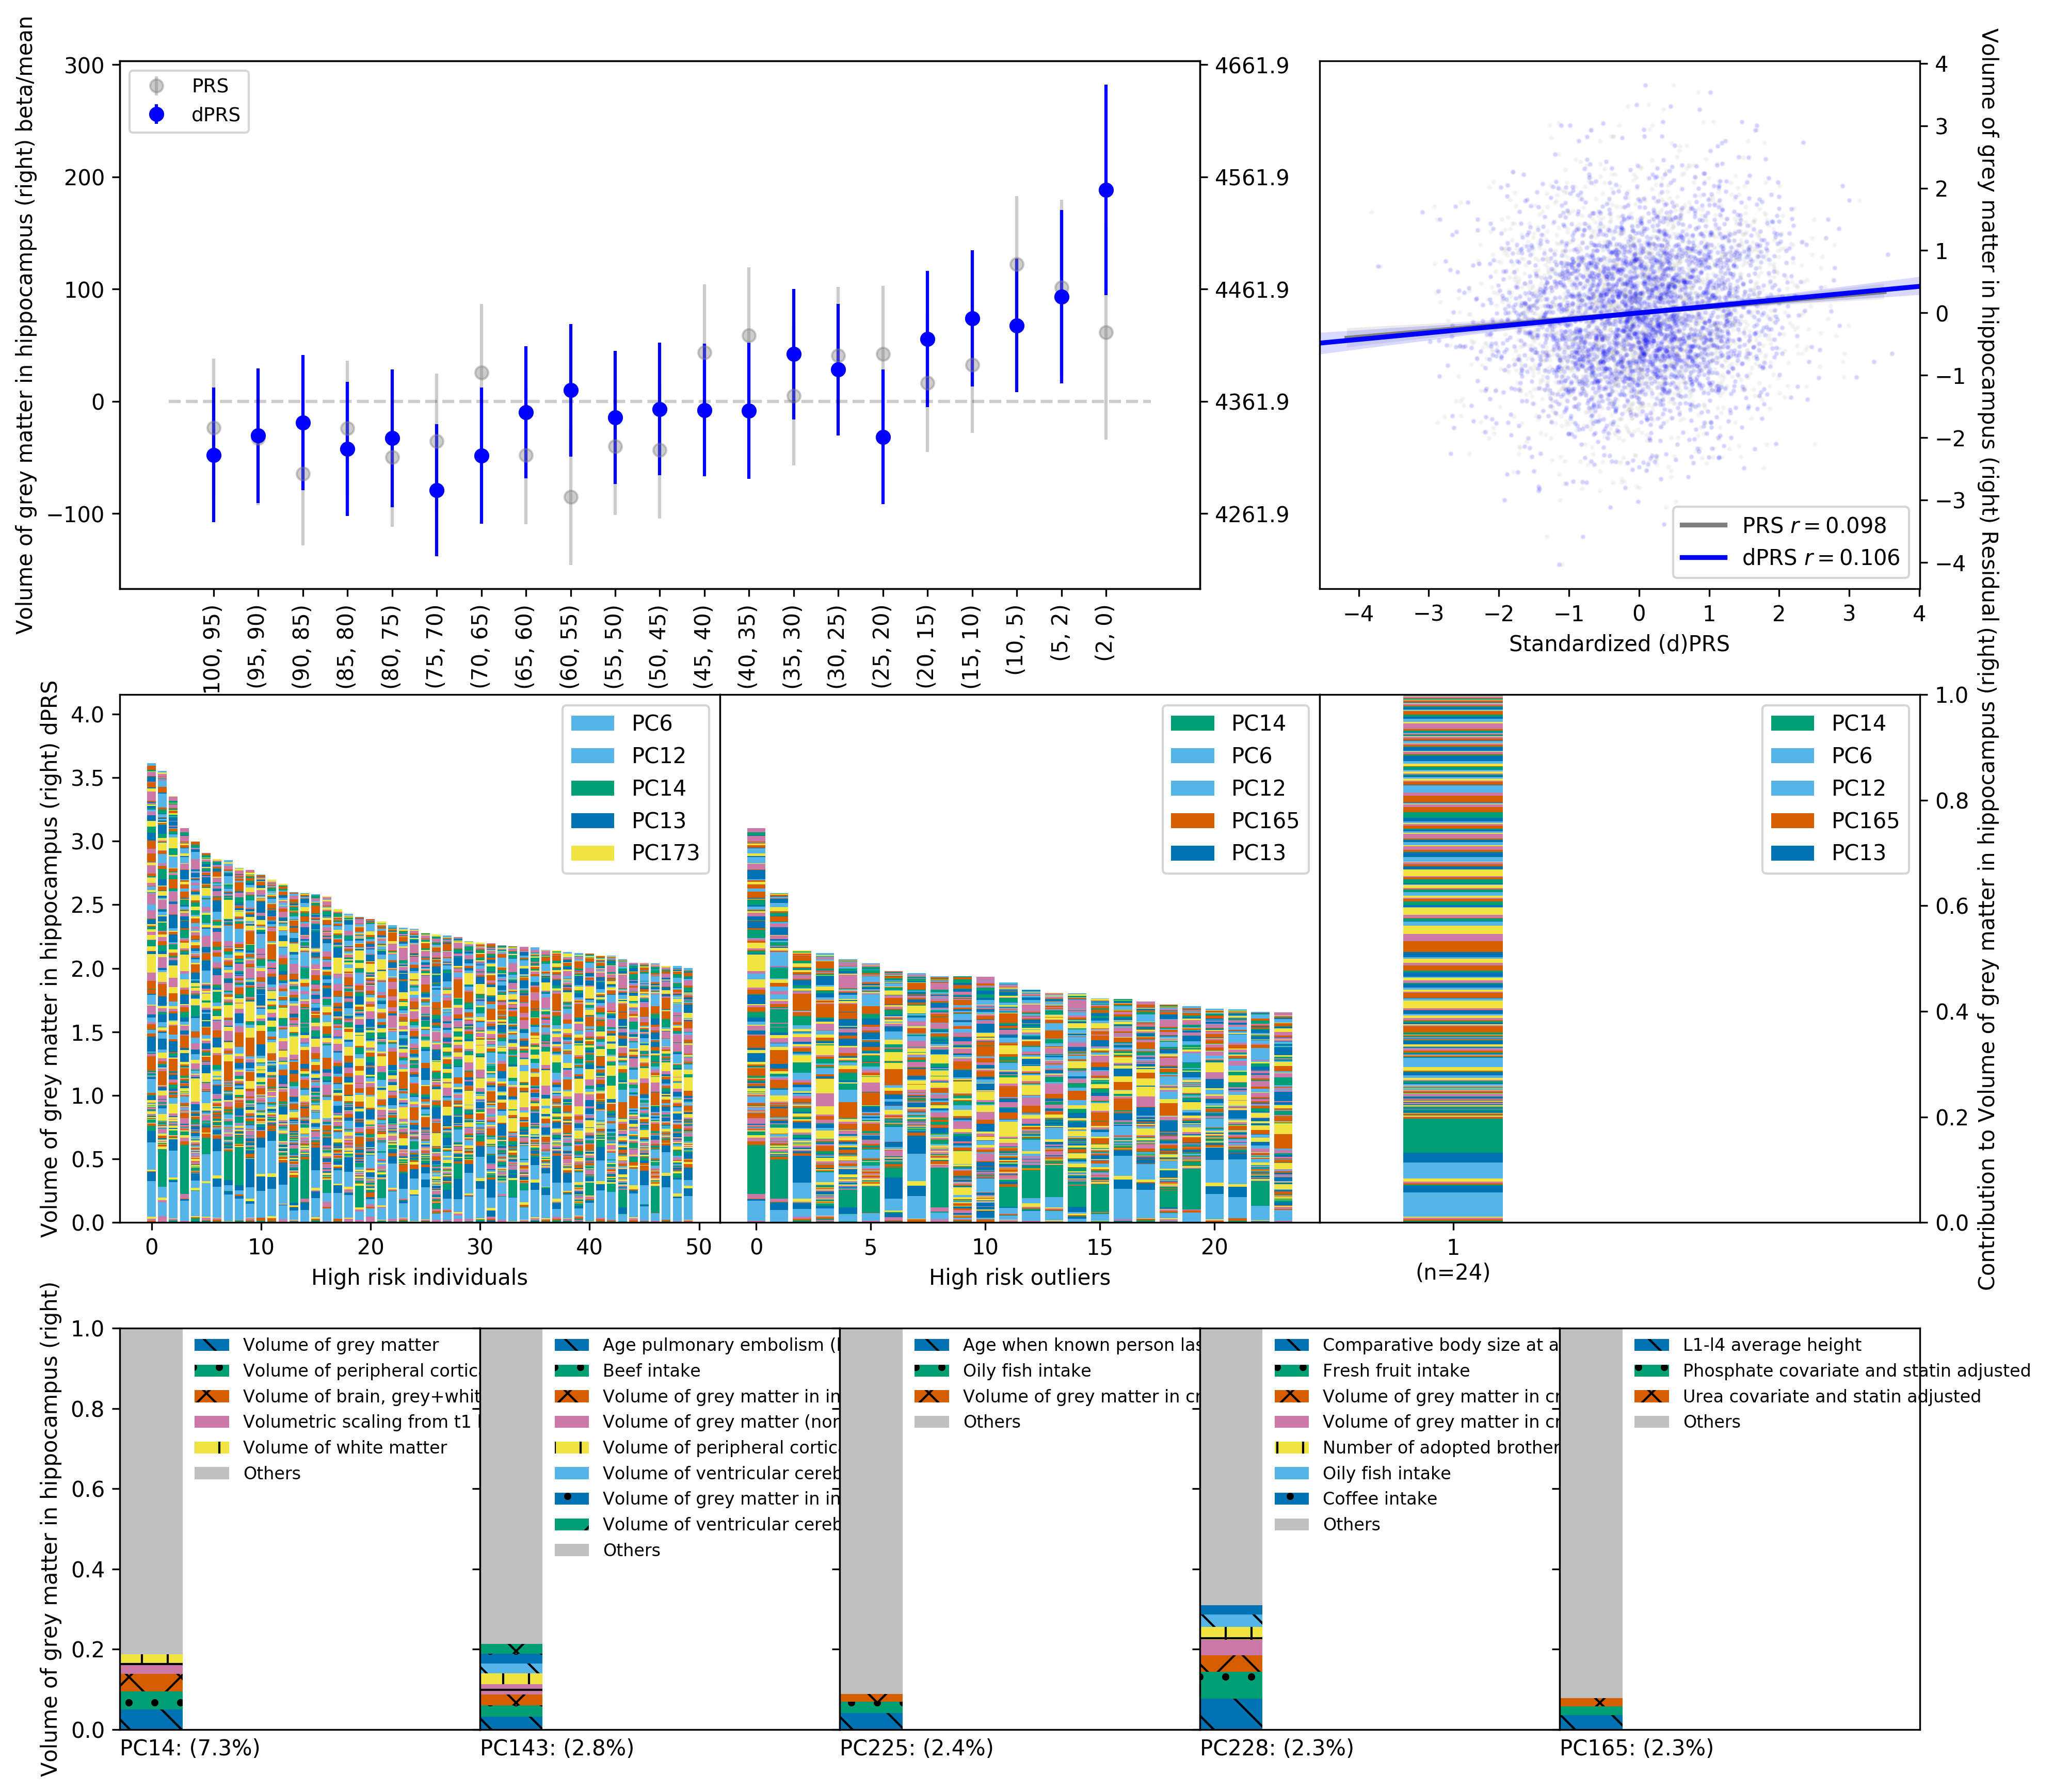 Volume of grey matter in hippocampus (right) beta/mean
300
200
100
0
−100
PRS
dPRS
4661.9
4561.9
4461.9
4361.9
4261.9
100, 95)
(95, 90)
(90, 85)
(85, 80)
(80, 75)
(75, 70)
(70, 65)
(65, 60)
(60, 55)
(55, 50)
(50, 45)
(45, 40)
(40, 35)
(35, 30)
(30, 25)
(25, 20)
(20, 15)
(15, 10)
(10, 5)
(5, 2)
(2, 0)
Volume of grey matter in hippocampus (right) Residual
4
3
2
1
0
−1
−2
−3
−4
PRS r = 0.098
dPRS r = 0.106
−4 −3 −2 −1 0 1 2 3 4
Standardized (d)PRS
Volume of grey matter in hippocampus (right) dPRS
4.0
3.5
3.0
2.5
2.0
1.5
1.0
0.5
0.0
PC6
PC12
PC14
PC13
PC173
0 10 20 30 40 50
High risk individuals
PC14
PC6
PC12
PC165
PC13
0 5 10 15 20
High risk outliers
PC14
PC6
PC12
PC165
PC13
1
(n=24)
1.0
0.8
0.6
0.4
0.2
0.0
Contribution to Volume of grey matter in hippocampus (right)
Volume of grey matter in hippocampus (right)
1.0
0.8
0.6
0.4
0.2
0.0
Volume of grey matter
Volume of peripheral cortic
Volume of brain, grey+whit
Volumetric scaling from t1
Volume of white matter
Others
PC14: (7.3%)
Age pulmonary embolism (
Beef intake
Volume of grey matter in in
Volume of grey matter (nor
Volume of peripheral cortic
Volume of ventricular cereb
Volume of grey matter in in
Volume of ventricular cereb
Others
PC143: (2.8%)
Age when known person las
Oily fish intake
Volume of grey matter in cr
Others
PC225: (2.4%)
Comparative body size at a
Fresh fruit intake
Volume of grey matter in cr
Volume of grey matter in cr
Number of adopted brother
Oily fish intake
Coffee intake
Others
PC228: (2.3%)
L1-l4 average height
Phosphate covariate and statin adjusted
Urea covariate and statin adjusted
Others
PC165: (2.3%)